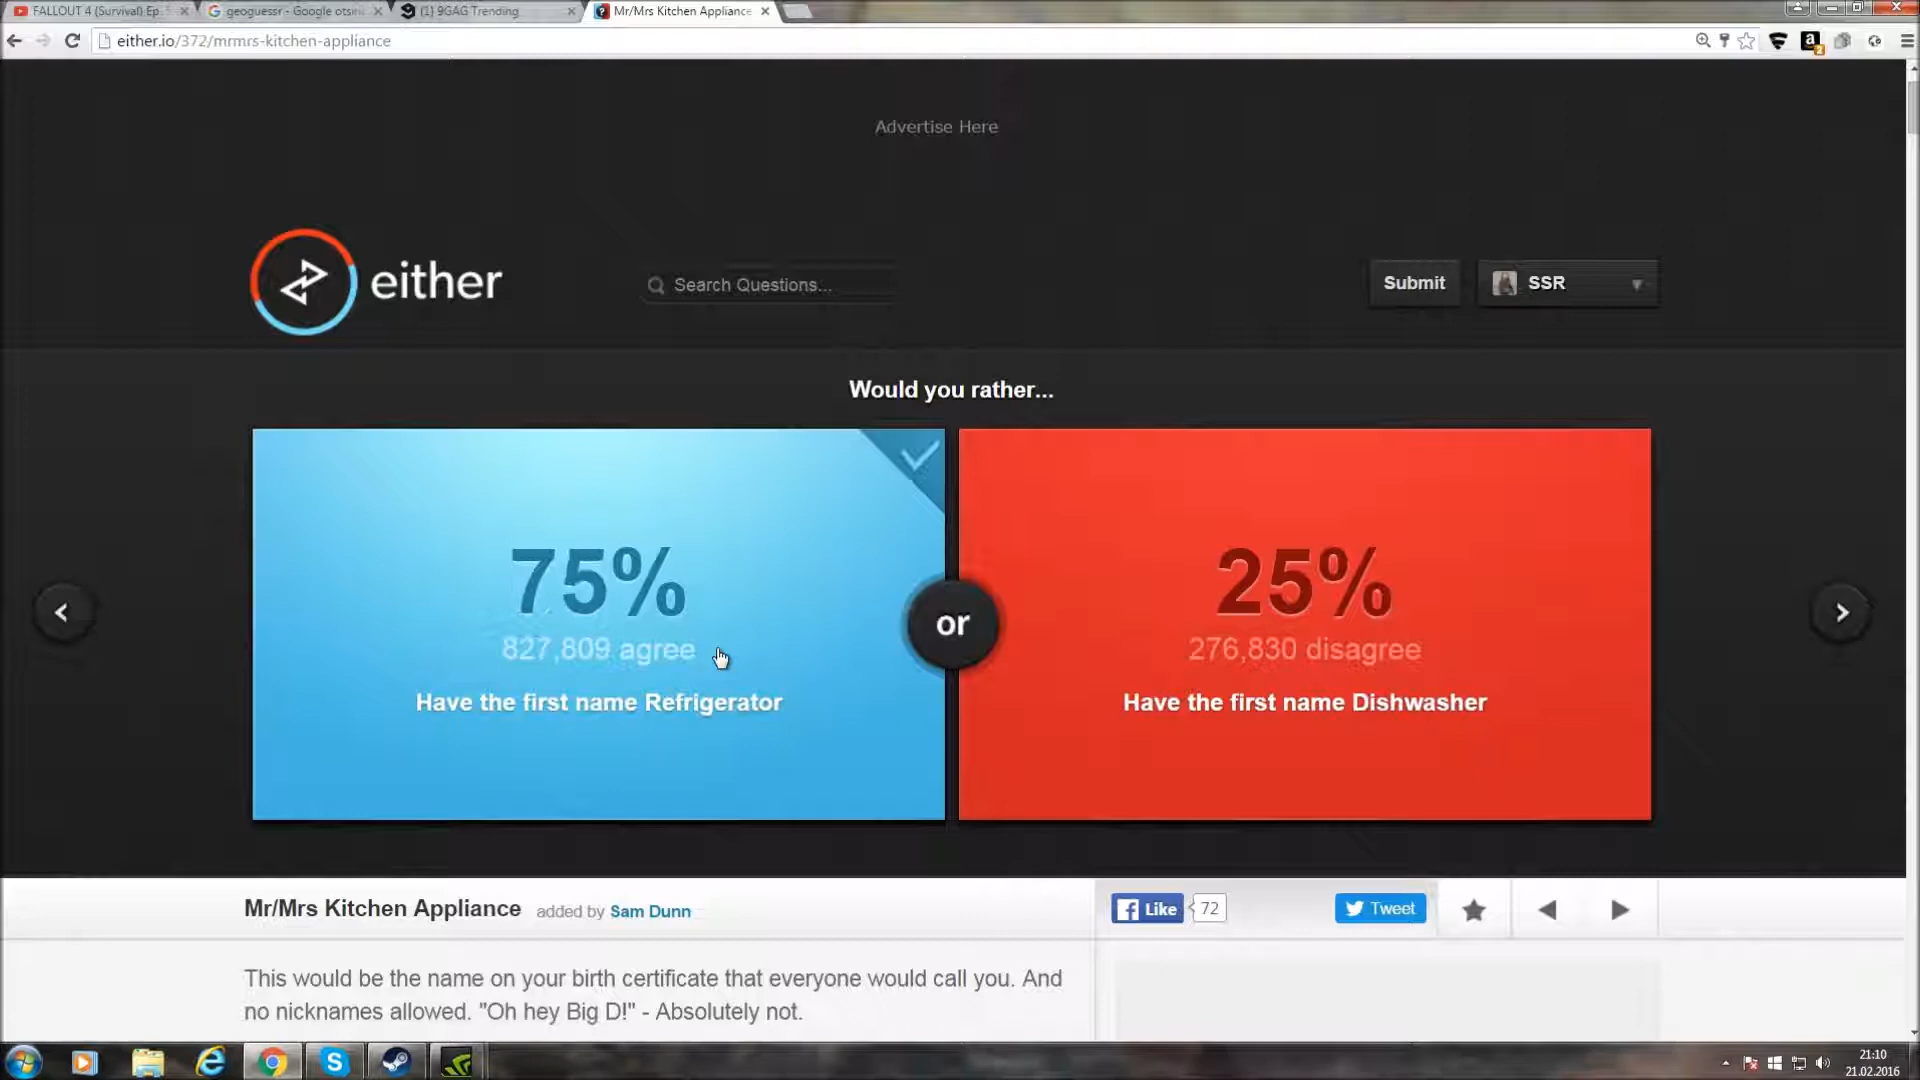 FALLOUT 4 (Survival) Ep.
geoguessr - Google otsin
(1) 9GAG Trending
Mr/Mrs Kitchen Appliance
either.io/372/mrmrs-kitchen-appliance
Advertise Here
either
Search Questions...
Submit
SSR
Would you rather...
75%
827,809 agree
Have the first name Refrigerator
or
25%
276,830 disagree
Have the first name Dishwasher
Mr/Mrs Kitchen Appliance added by Sam Dunn
Like 72
Tweet
This would be the name on your birth certificate that everyone would call you. And
no nicknames allowed. "Oh hey Big D!" - Absolutely not.
21:10
21.02.2016